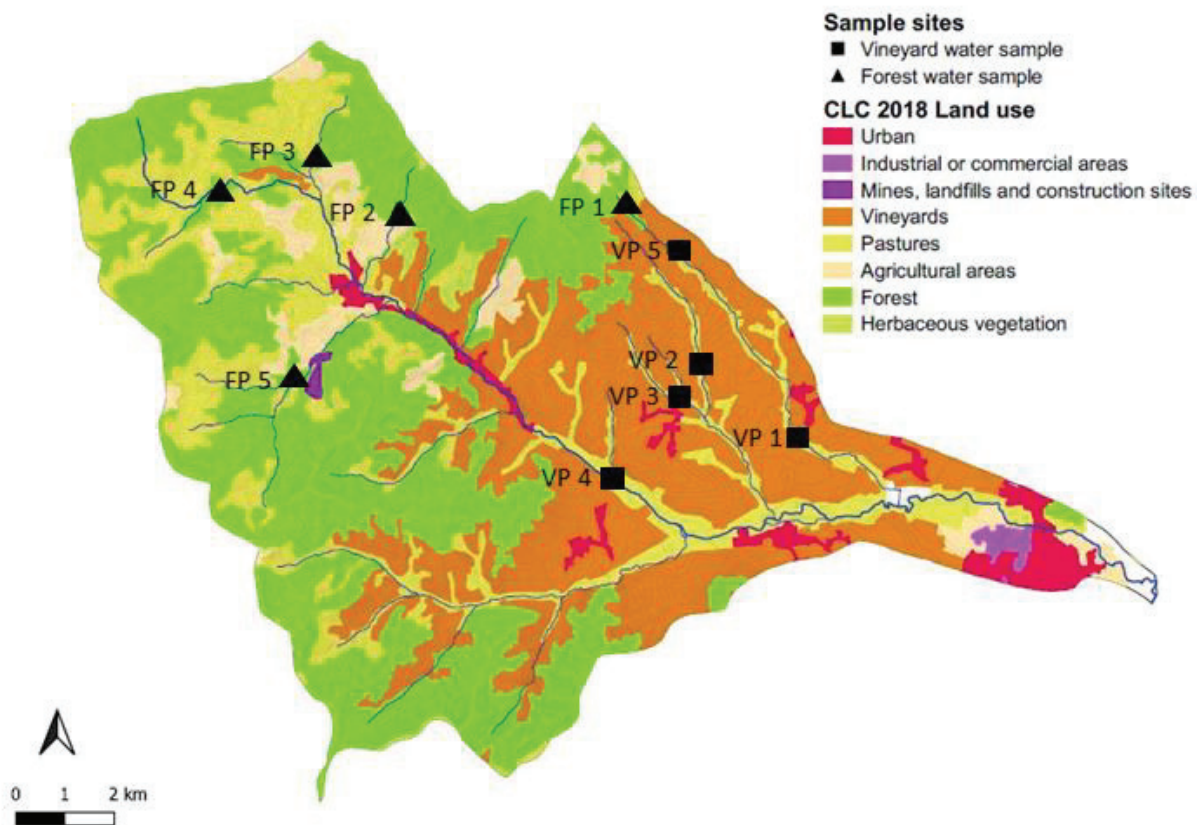 Sample sites
Vineyard water sample
Forest water sample
CLC 2018 Land use
Urban
Industrial or commercial areas
Mines, landfills and construction sites
Vineyards
Pastures
Agricultural areas
Forest
Herbaceous vegetation
FP 3
FP 4
FP 2
FP 1
VP 5
VP 2
FP 5
VP 3
VP 1
VP 4
0 1 2 km